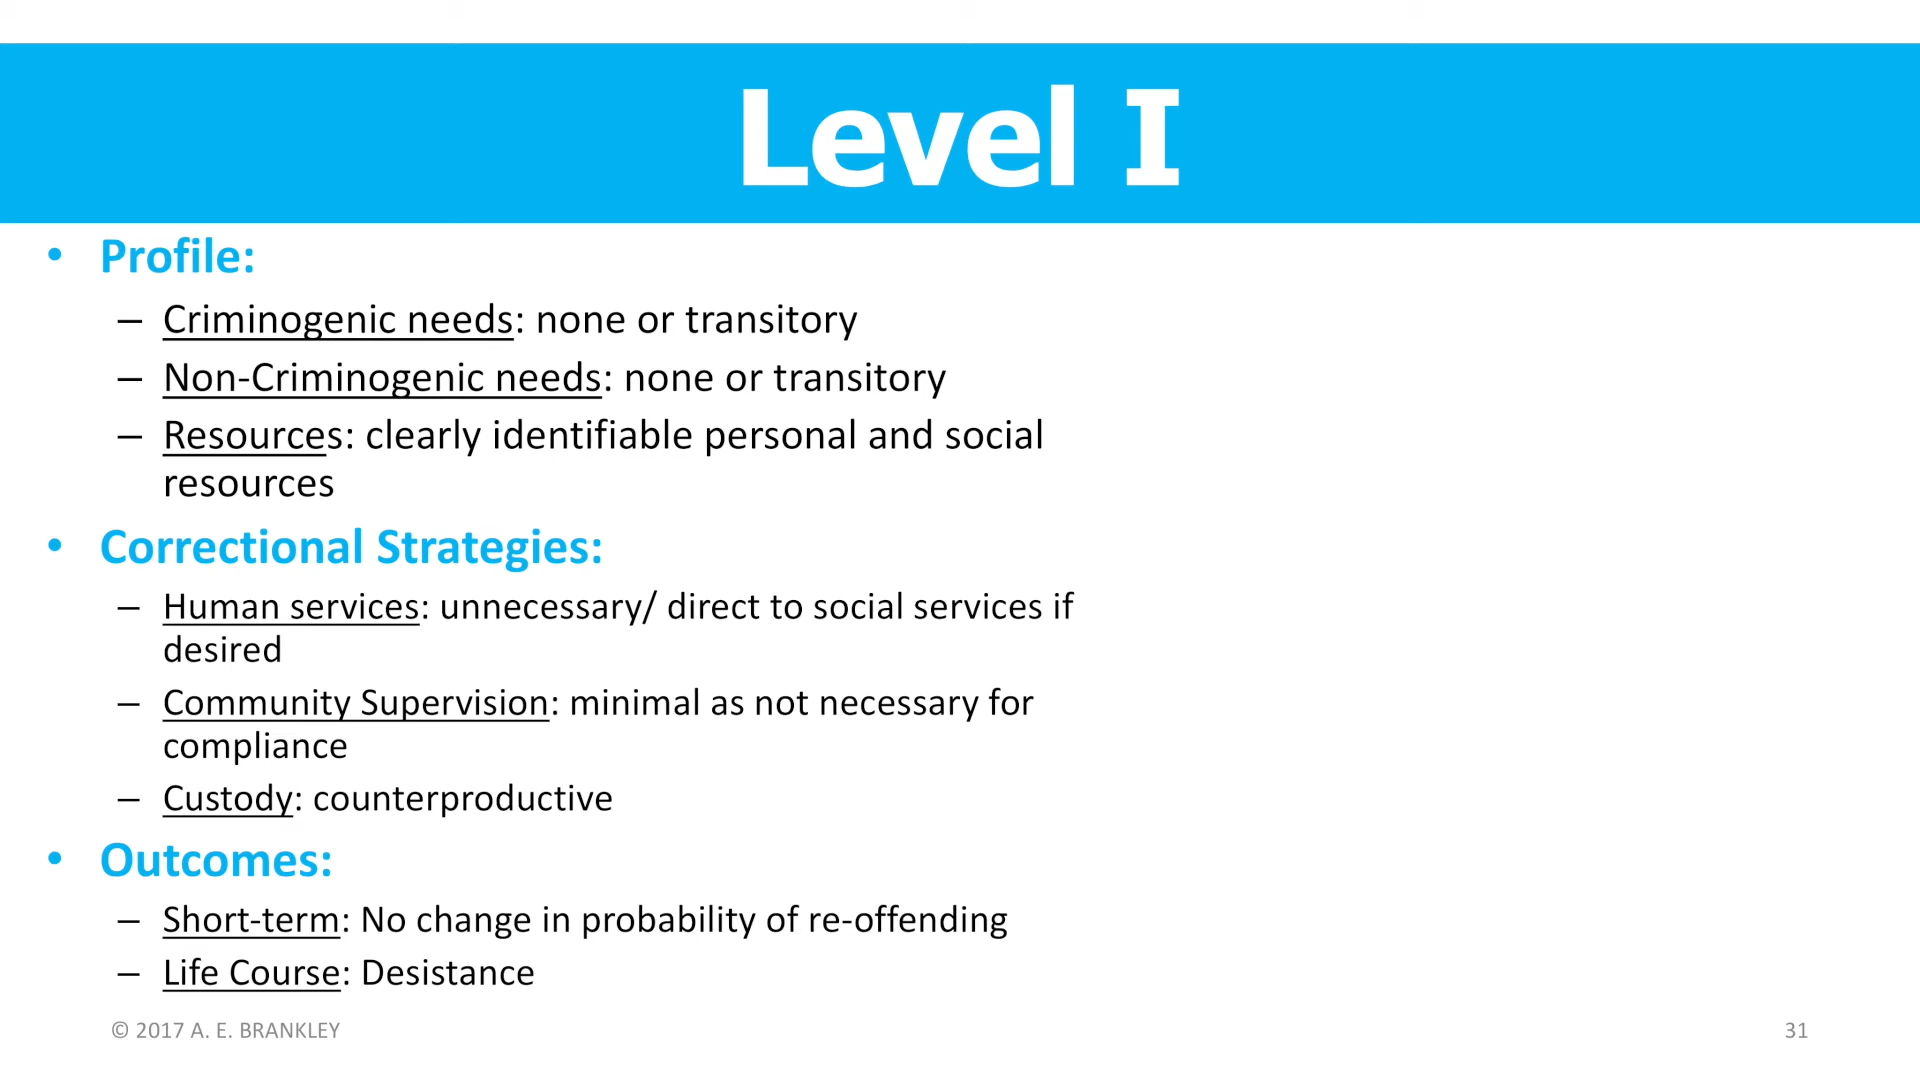 Level I
• Profile:
– Criminogenic needs: none or transitory
– Non-Criminogenic needs: none or transitory
– Resources: clearly identifiable personal and social
resources
• Correctional Strategies:
– Human services: unnecessary/ direct to social services if
desired
– Community Supervision: minimal as not necessary for
compliance
– Custody: counterproductive
• Outcomes:
– Short-term: No change in probability of re-offending
– Life Course: Desistance
© 2017 A. E. BRANKLEY
31